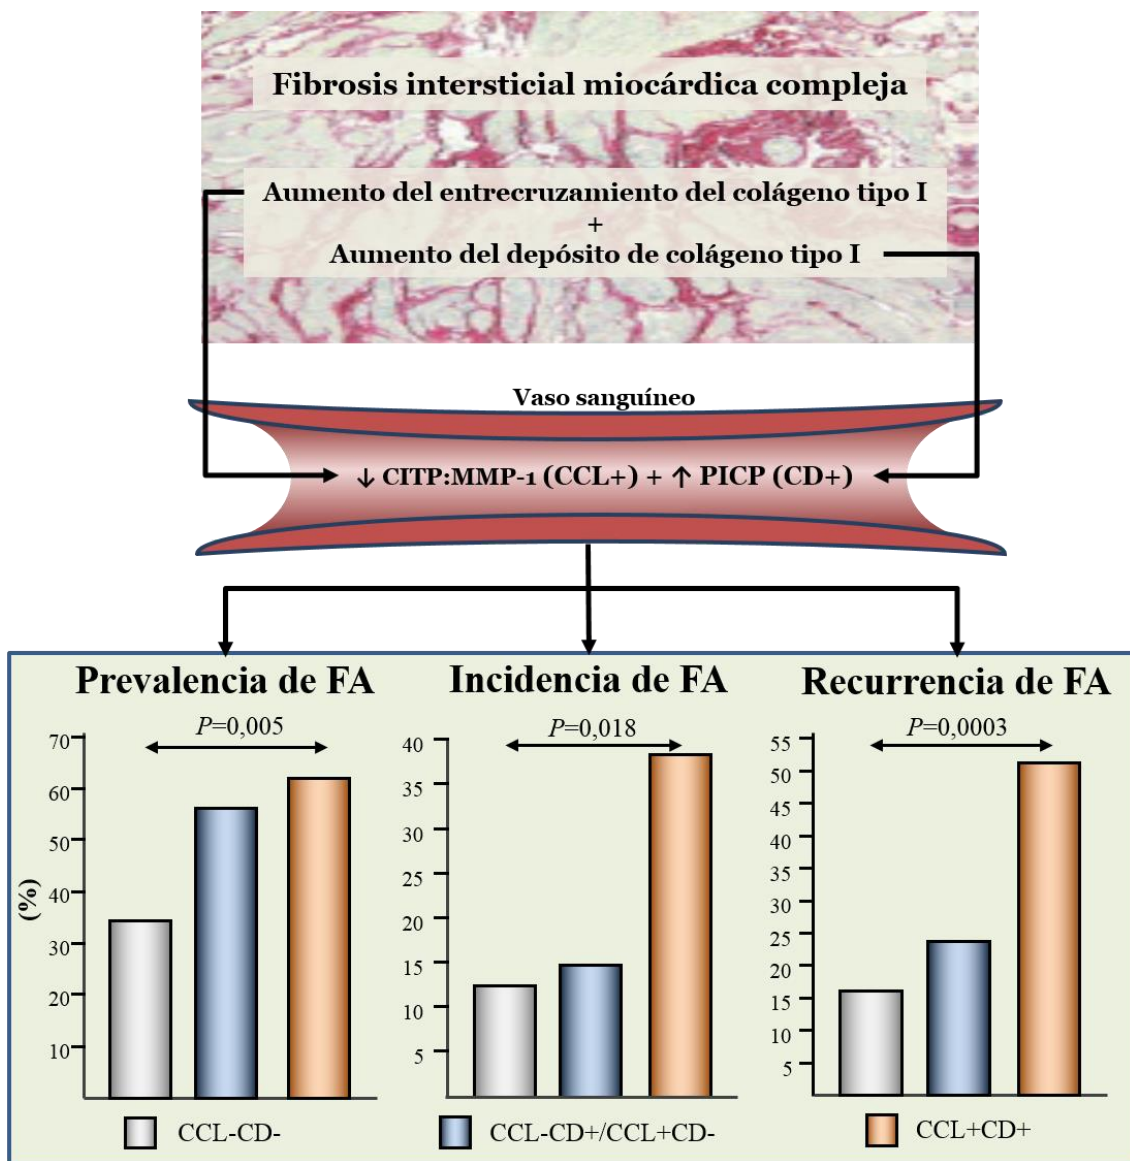 Fibrosis intersticial miocárdica compleja
Aumento del entrecruzamiento del colágeno tipo I
+
Aumento del depósito de colágeno tipo I
Vaso sanguíneo
↓ CITP:MMP-1 (CCL+) + ↑ PICP (CD+)
Prevalencia de FA
P=0,005
(%)
70
60
50
40
30
20
10
Incidencia de FA
P=0,018
40
35
30
25
20
15
10
5
Recurrencia de FA
P=0,0003
55
50
45
40
35
30
25
20
15
10
5
CCL-CD-
CCL-CD+/CCL+CD-
CCL+CD+